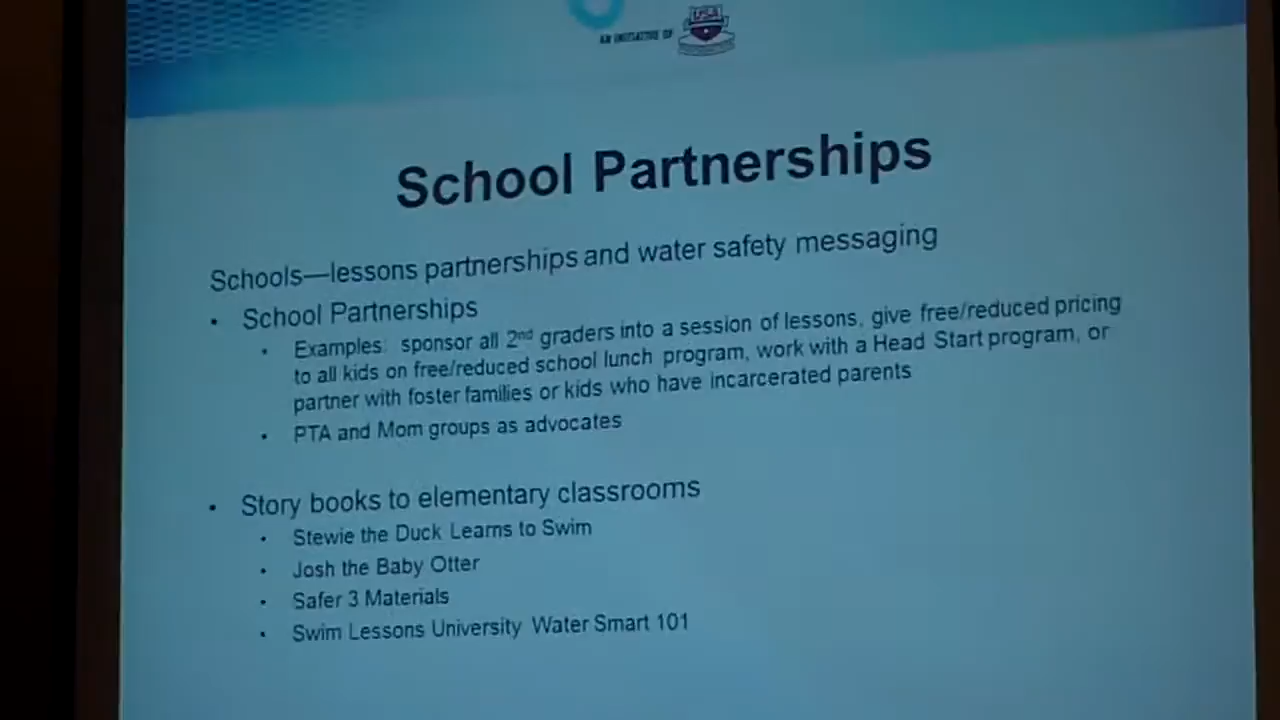 AN INITIATIVE OF
USA
School Partnerships
Schools—lessons partnerships and water safety messaging
• School Partnerships
• Examples: sponsor all 2nd graders into a session of lessons, give free/reduced pricing
to all kids on free/reduced school lunch program, work with a Head Start program, or
partner with foster families or kids who have incarcerated parents
• PTA and Mom groups as advocates
• Story books to elementary classrooms
• Stewie the Duck Learns to Swim
• Josh the Baby Otter
• Safer 3 Materials
• Swim Lessons University Water Smart 101